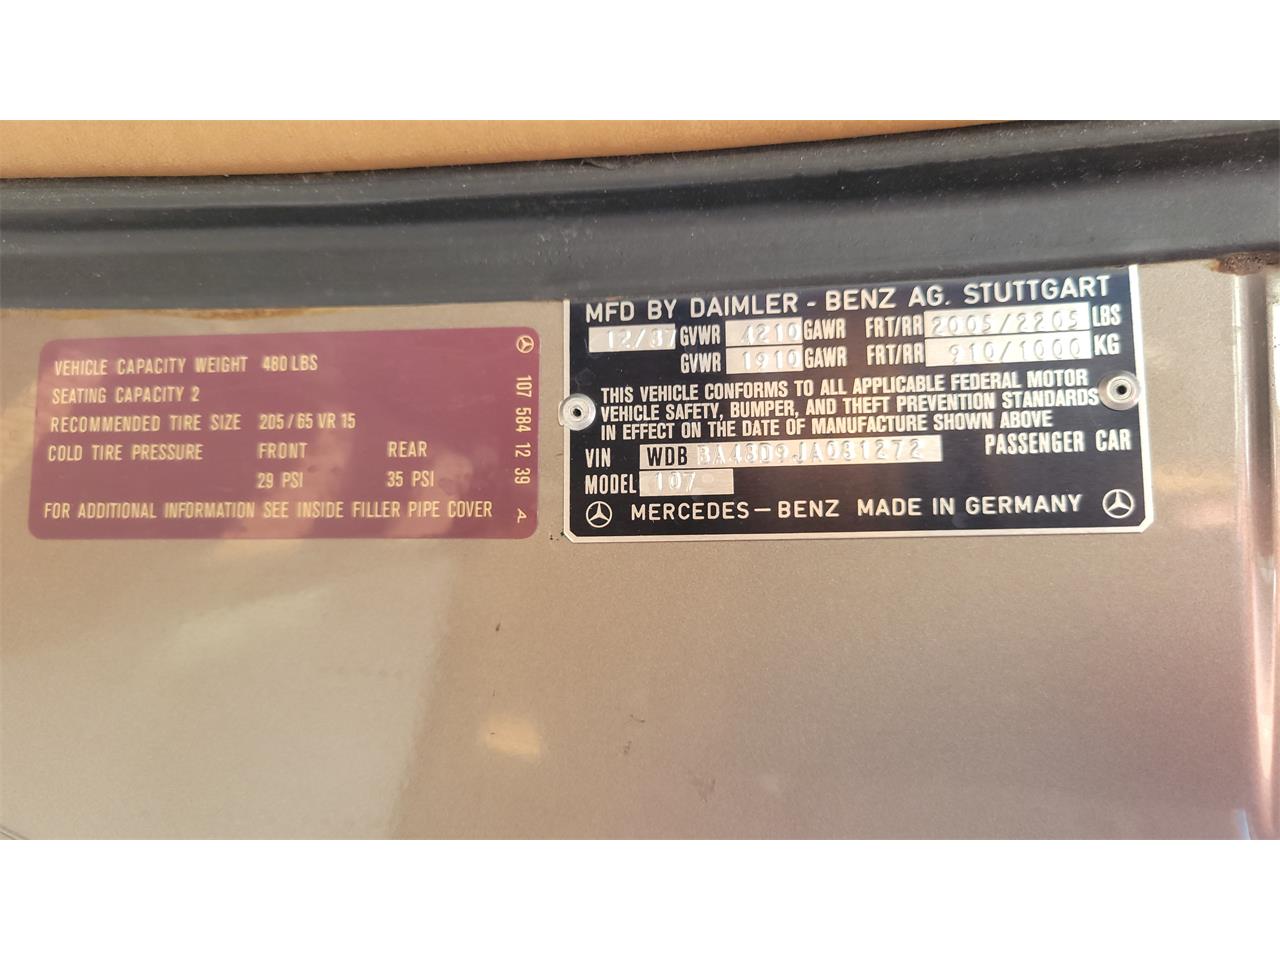 VEHICLE CAPACITY WEIGHT 480 LBS
SEATING CAPACITY 2
RECOMMENDED TIRE SIZE 205/65 VR 15
COLD TIRE PRESSURE FRONT REAR
29 PSI 35 PSI
FOR ADDITIONAL INFORMATION SEE INSIDE FILLER PIPE COVER
107 584 12 39 A
MFD BY DAIMLER - BENZ AG. STUTTGART
12/87 GVWR 4210 GAWR FRT/RR 2005/2205 LBS
GVWR 1910 GAWR FRT/RR 910/1000 KG
THIS VEHICLE CONFORMS TO ALL APPLICABLE FEDERAL MOTOR
VEHICLE SAFETY, BUMPER, AND THEFT PREVENTION STANDARDS
IN EFFECT ON THE DATE OF MANUFACTURE SHOWN ABOVE
VIN WDB BA48D9JA081272 PASSENGER CAR
MODEL 107
MERCEDES-BENZ MADE IN GERMANY